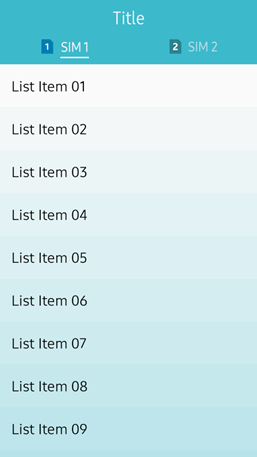 Title
1 SIM 1 2 SIM 2
List Item 01
List Item 02
List Item 03
List Item 04
List Item 05
List Item 06
List Item 07
List Item 08
List Item 09